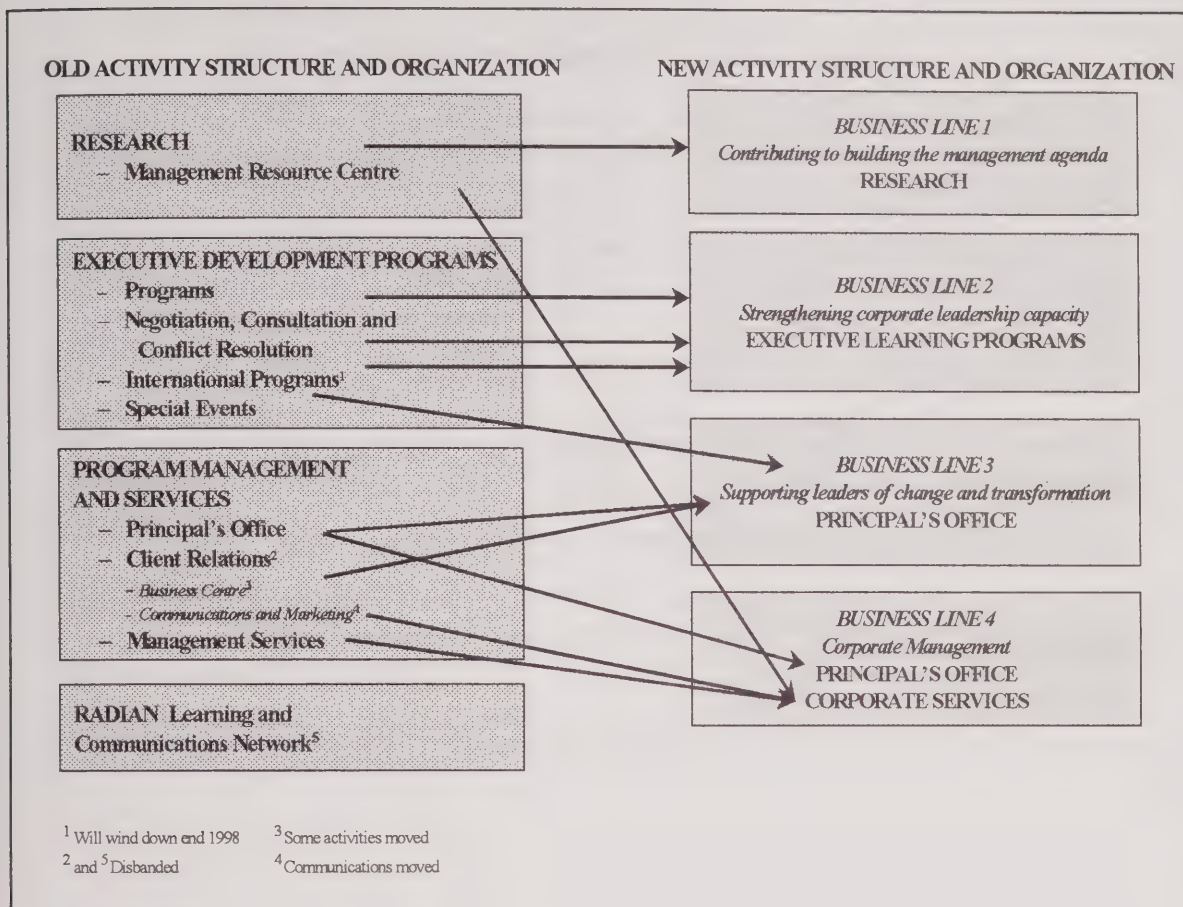 OLD ACTIVITY STRUCTURE AND ORGANIZATION
RESEARCH
– Management Resource Centre
EXECUTIVE DEVELOPMENT PROGRAMS
– Programs
– Negotiation, Consultation and
Conflict Resolution
– International Programs¹
– Special Events
PROGRAM MANAGEMENT
AND SERVICES
– Principal's Office
– Client Relations²
- Business Centre³
- Communications and Marketing⁴
– Management Services
RADIAN Learning and
Communications Network⁵
NEW ACTIVITY STRUCTURE AND ORGANIZATION
BUSINESS LINE 1
Contributing to building the management agenda
RESEARCH
BUSINESS LINE 2
Strengthening corporate leadership capacity
EXECUTIVE LEARNING PROGRAMS
BUSINESS LINE 3
Supporting leaders of change and transformation
PRINCIPAL'S OFFICE
BUSINESS LINE 4
Corporate Management
PRINCIPAL'S OFFICE
CORPORATE SERVICES
¹ Will wind down end 1998
² and ⁵ Disbanded
³ Some activities moved
⁴ Communications moved